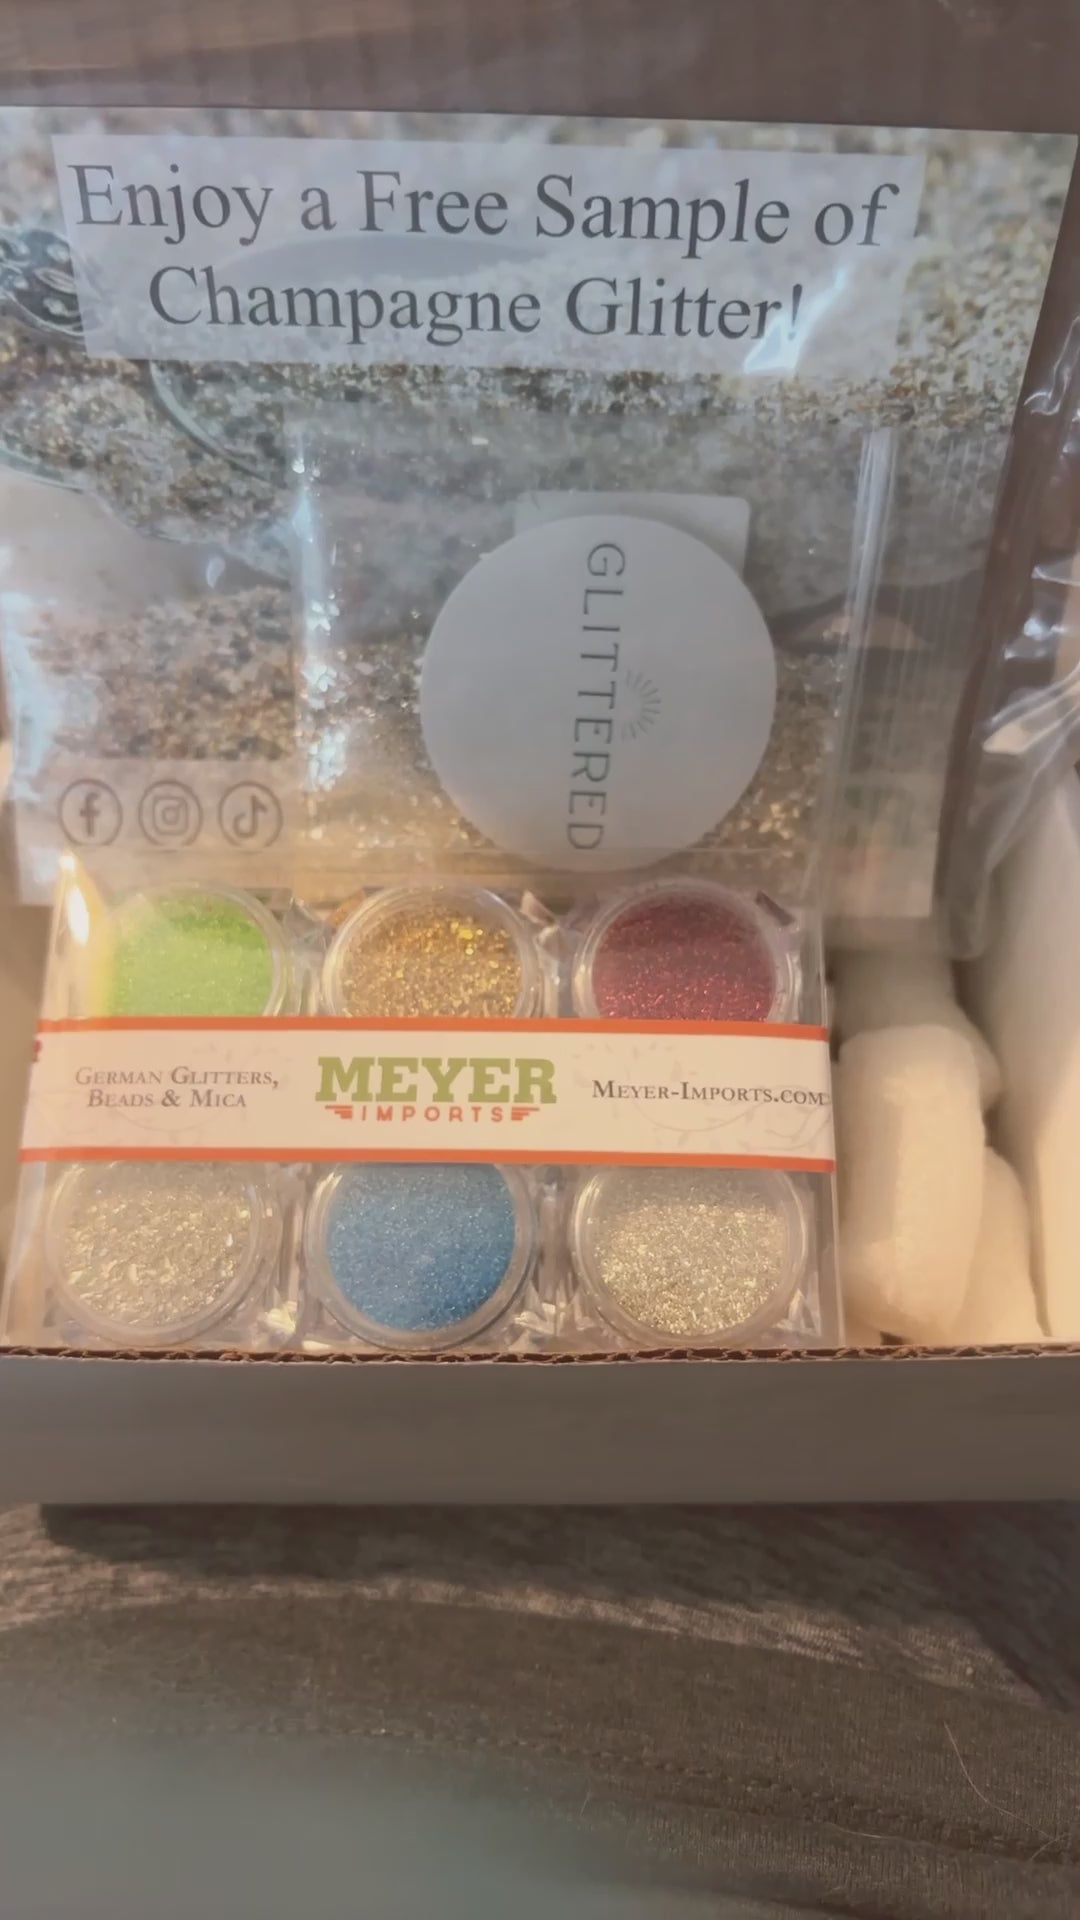 Enjoy a Free Sample of
Champagne Glitter!
GLITTERED
German Glitters,
Beads & Mica
MEYER
IMPORTS
Meyer-Imports.com